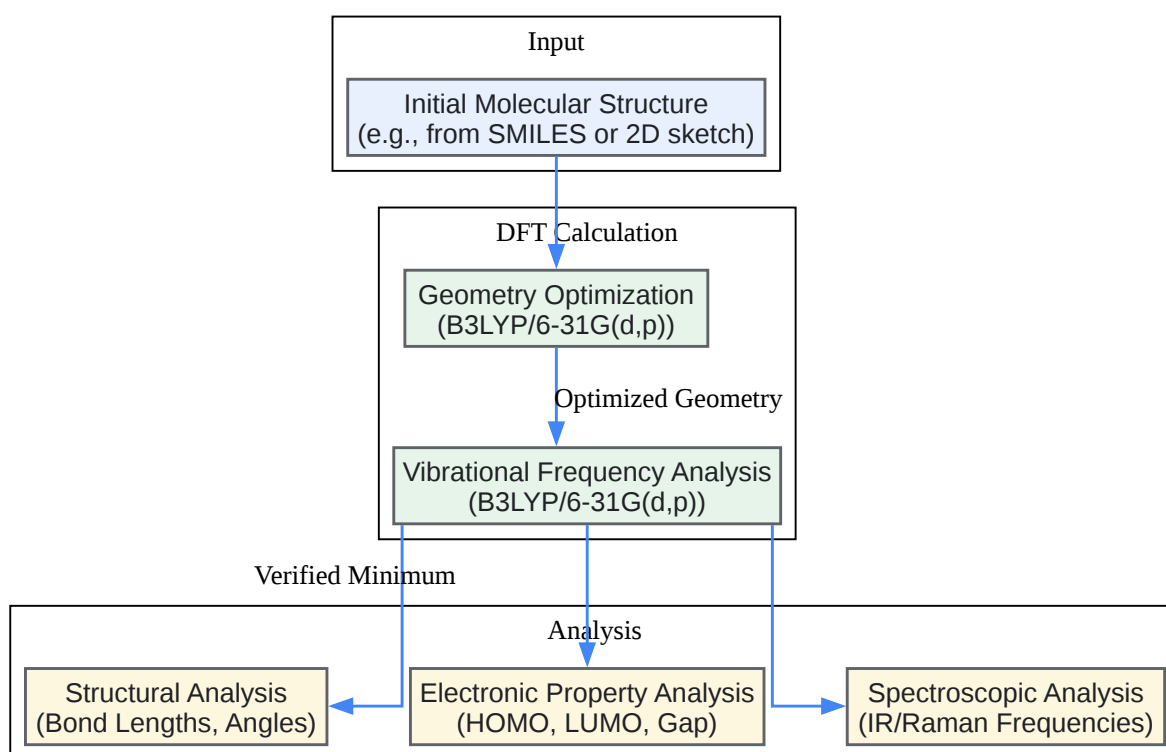 Input
Initial Molecular Structure
(e.g., from SMILES or 2D sketch)
DFT Calculation
Geometry Optimization
(B3LYP/6-31G(d,p))
Optimized Geometry
Vibrational Frequency Analysis
(B3LYP/6-31G(d,p))
Verified Minimum
Analysis
Structural Analysis
(Bond Lengths, Angles)
Electronic Property Analysis
(HOMO, LUMO, Gap)
Spectroscopic Analysis
(IR/Raman Frequencies)